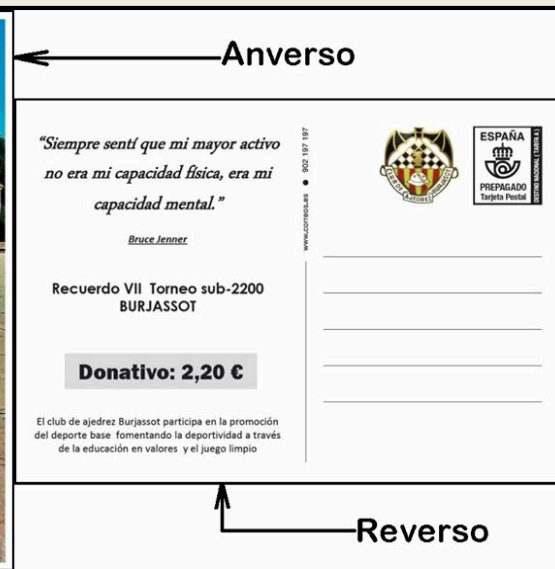 Anverso
“Siempre sentí que mi mayor activo
no era mi capacidad física, era mi
capacidad mental.”
Bruce Jenner
Recuerdo VII Torneo sub-2200
BURJASSOT
Donativo: 2,20 €
El club de ajedrez Burjassot participa en la promoción
del deporte base fomentando la deportividad a través
de la educación en valores y el juego limpio
www.correos.es ● 902 197 197
ESPAÑA
PREPAGADO
Tarjeta Postal
DESTINO NACIONAL (TARIFA A)
Reverso